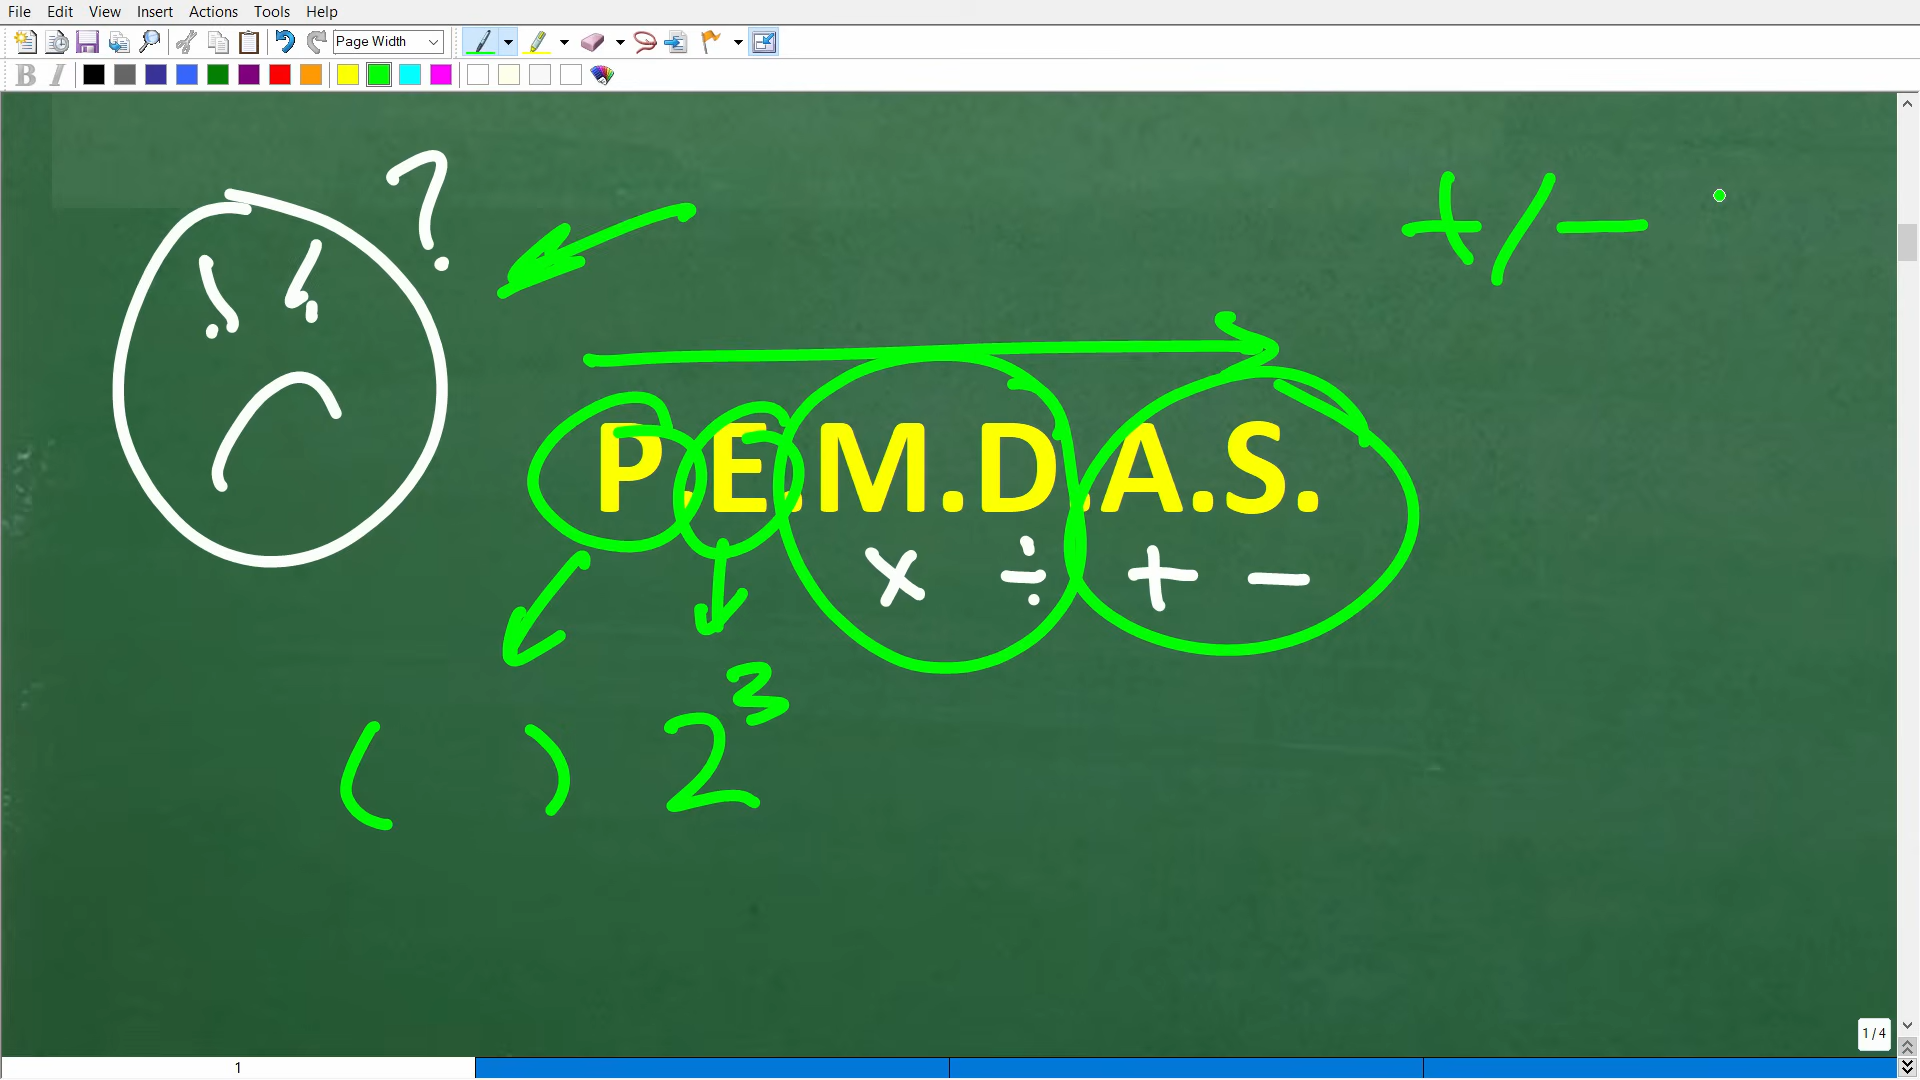 File Edit View Insert Actions Tools Help
Page Width
B I
?
+/−
P.E.M.D.A.S.
× ÷ + −
( ) 2³
1 / 4
1